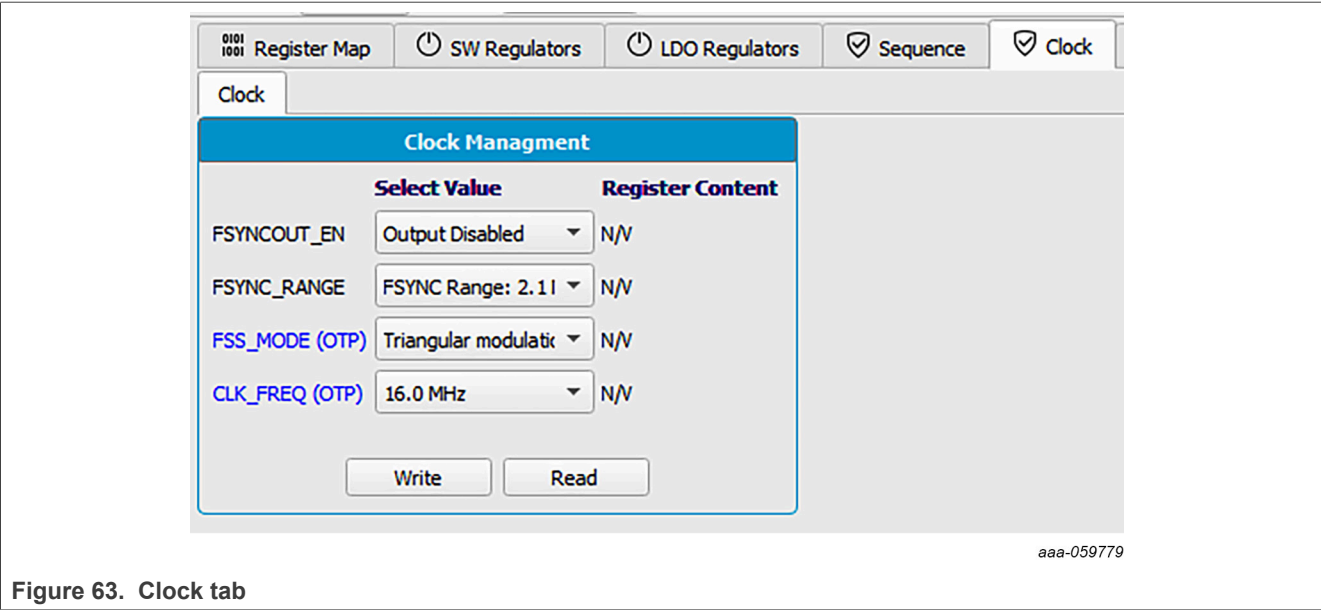 0101 1001 Register Map SW Regulators LDO Regulators Sequence Clock
Clock
Clock Managment
Select Value Register Content
FSYNCOUT_EN Output Disabled N/V
FSYNC_RANGE FSYNC Range: 2.1 N/V
FSS_MODE (OTP) Triangular N/V
CLK_FREQ (OTP) 16.0 MHz N/V
Write Read
aaa-059779
Figure 63. Clock tab